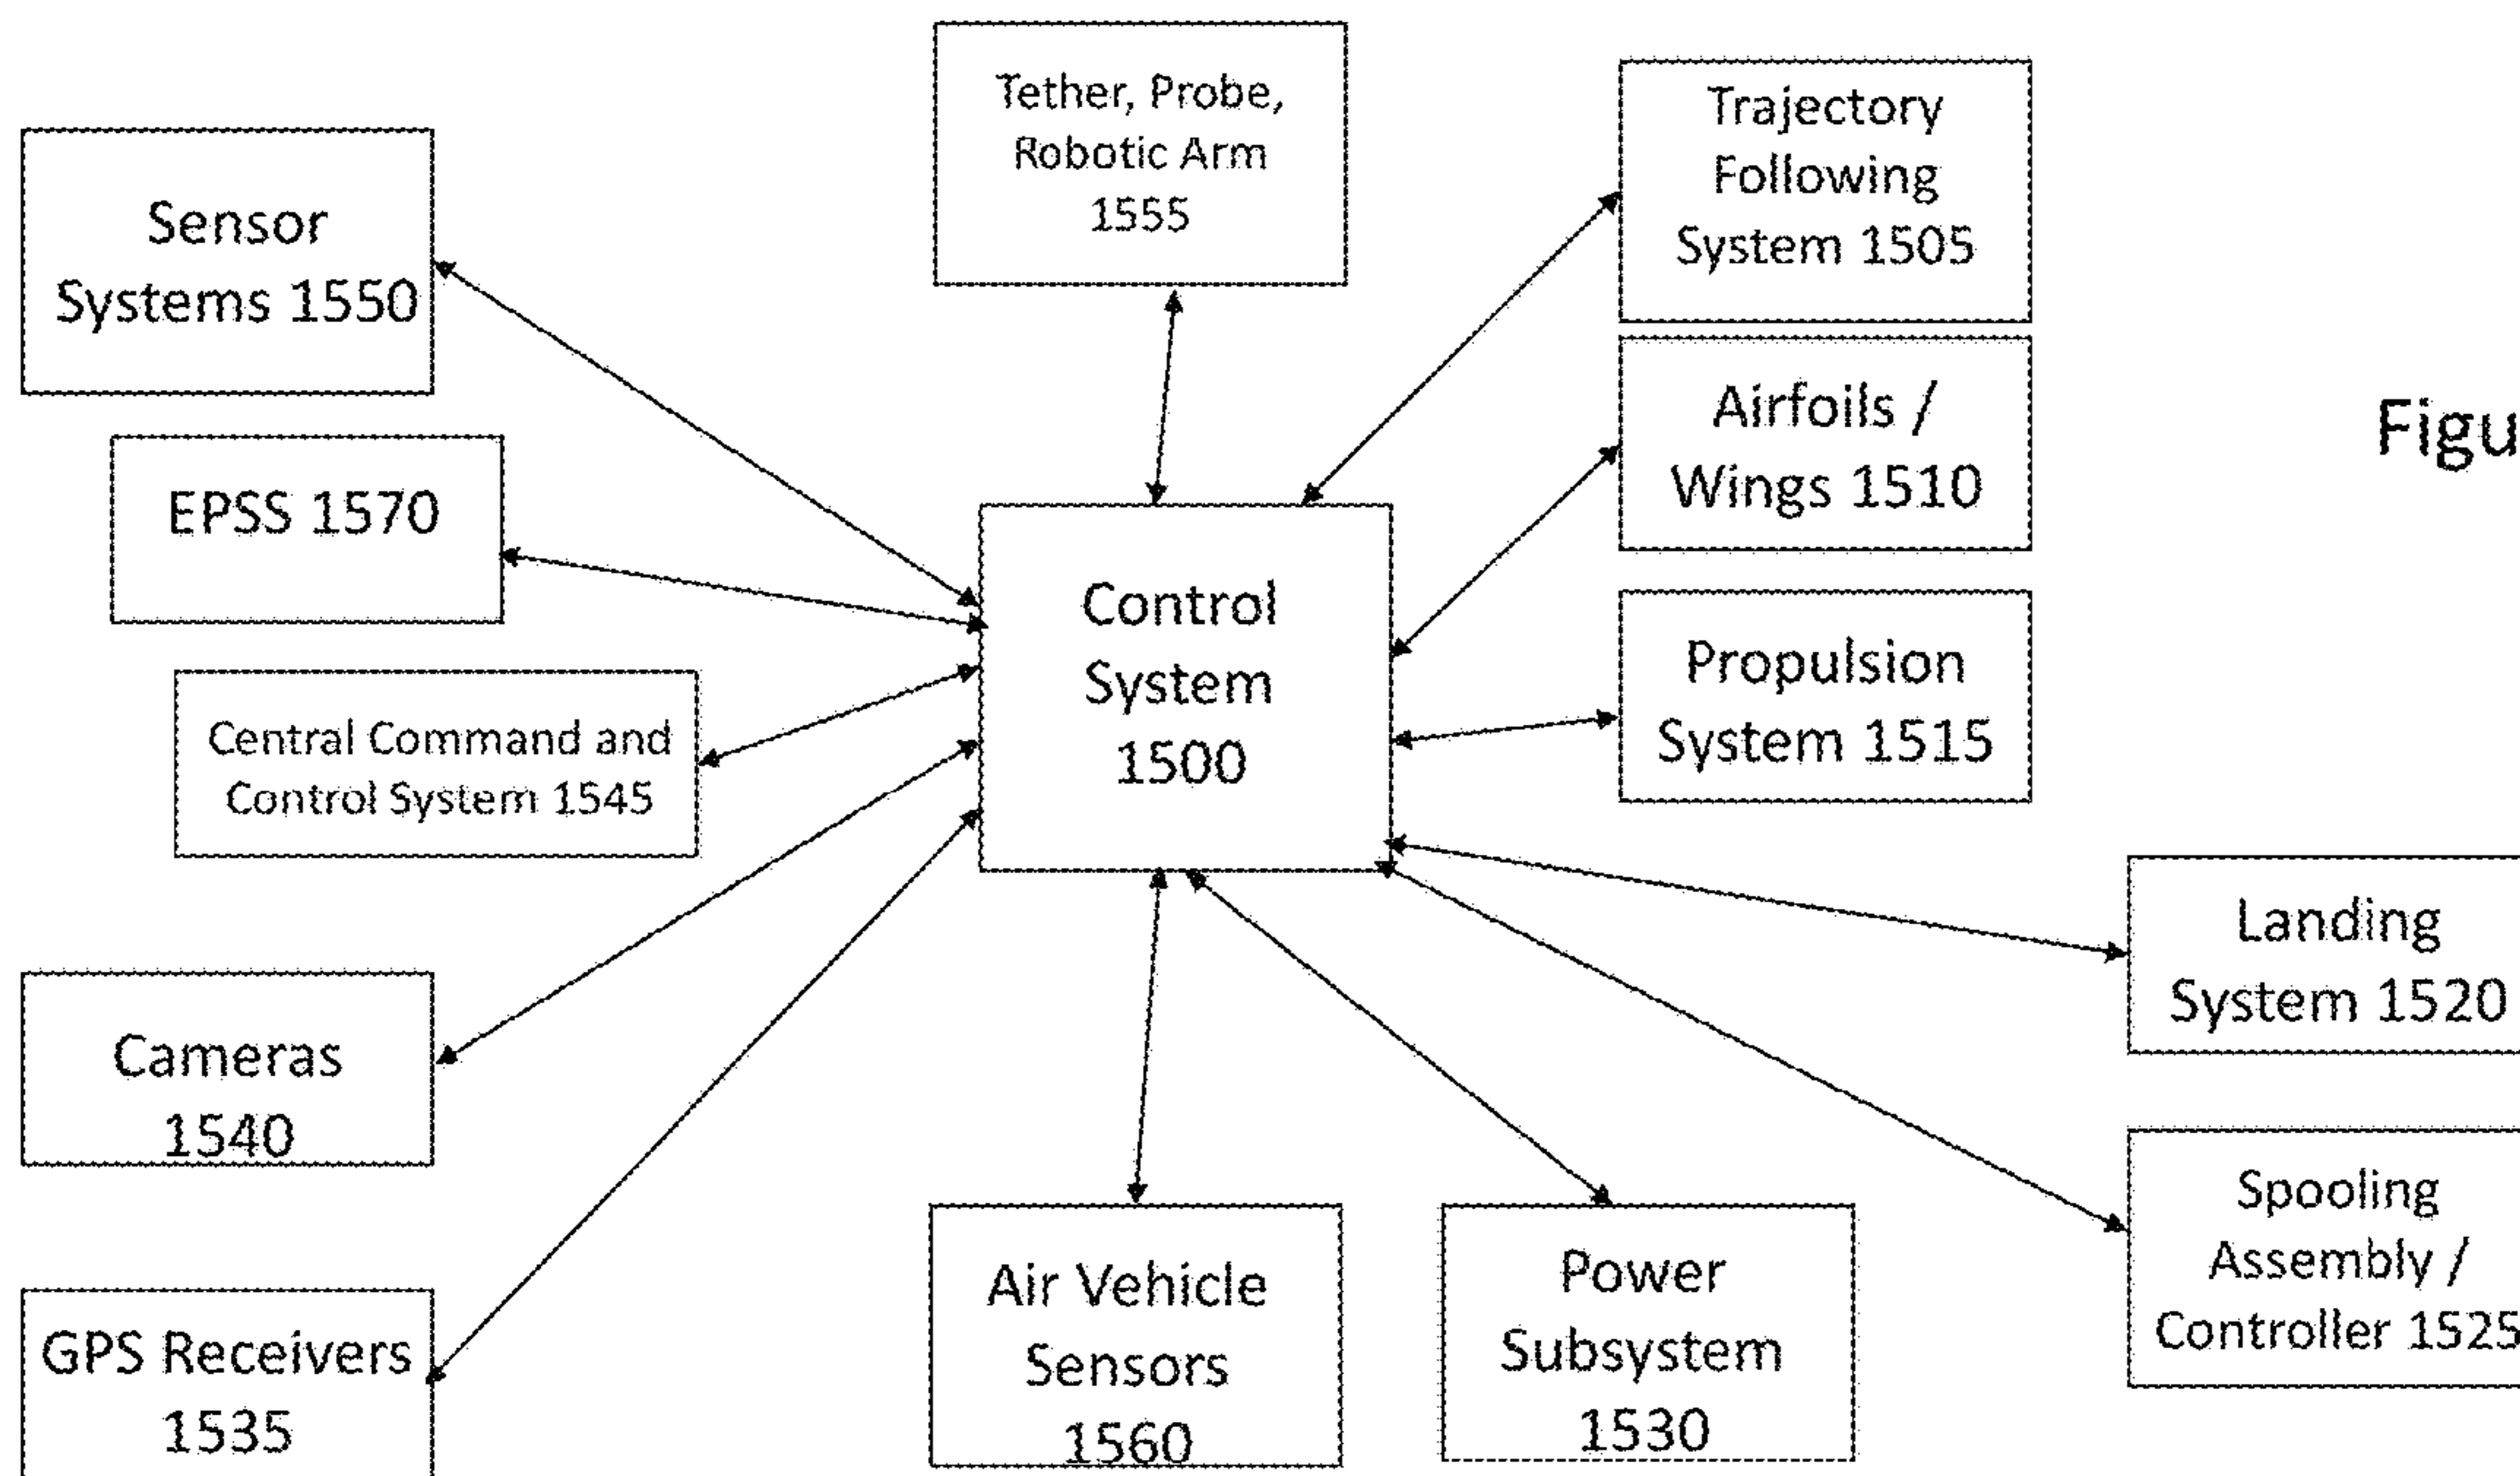 Tether, Probe,
Robotic Arm
1555
Trajectory
Following
System 1505
Sensor
Systems 1550
Airfoils /
Wings 1510
EPSS 1570
Control
System
1500
Propulsion
System 1515
Central Command and
Control System 1545
Landing
System 1520
Cameras
1540
Spooling
Assembly /
Controller 1525
Air Vehicle
Sensors
1560
Power
Subsystem
1530
GPS Receivers
1535